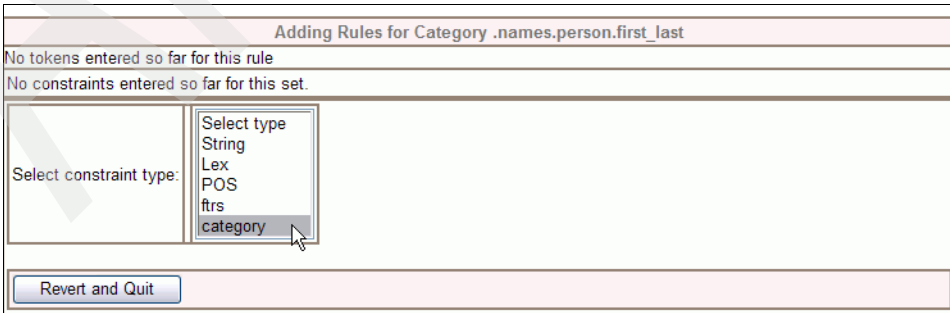 Adding Rules for Category .names.person.first_last
No tokens entered so far for this rule
No constraints entered so far for this set.
Select constraint type:
Select type
String
Lex
POS
ftrs
category
Revert and Quit